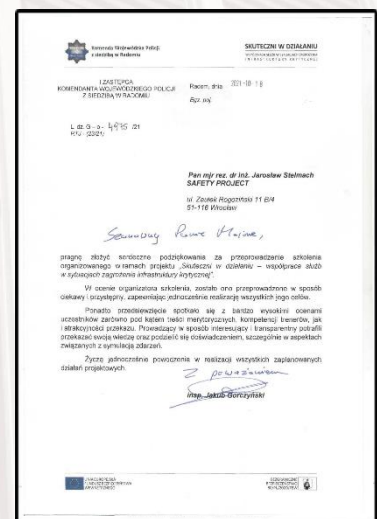 Komenda Wojewódzka Policji
z siedzibą w Radomiu
SKUTECZNI W DZIAŁANIU
I ZASTĘPCA
KOMENDANTA WOJEWÓDZKIEGO POLICJI
Z SIEDZIBĄ W RADOMIU
Radom, dnia 2021-10-18
Egz. poj.
L. dz. G - a - 4975 /21
Pan mjr rez. dr inż. Jarosław Stelmach
SAFETY PROJECT
ul. Zaułek Rogoziński 11 B/4
51-116 Wrocław
Szanowny Panie Majorze,
pragnę złożyć serdeczne podziękowania za przeprowadzenie szkolenia
organizowanego w ramach projektu „Skuteczni w działaniu – współpraca służb
w sytuacjach zagrożenia infrastruktury krytycznej”.
W ocenie organizatora szkolenia, zostało ono przeprowadzone w sposób
ciekawy i przystępny, zapewniając jednocześnie realizację wszystkich jego celów.
Ponadto przedsięwzięcie spotkało się z bardzo wysokimi ocenami
uczestników zarówno pod kątem treści merytorycznych, kompetencji trenerów, jak
i atrakcyjności przekazu. Prowadzący w sposób interesujący i transparentny potrafili
przekazać swoją wiedzę oraz podzielić się doświadczeniem, szczególnie w aspektach
związanych z symulacją zdarzeń.
Życzę jednocześnie powodzenia w realizacji wszystkich zaplanowanych
działań projektowych.
Z poważaniem
insp. Jakub Gorczyński